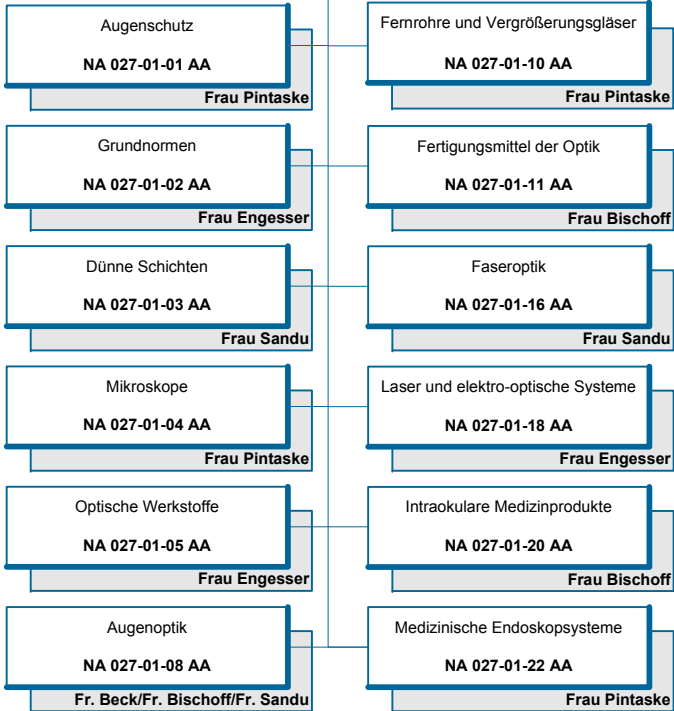 Augenschutz
NA 027-01-01 AA
Frau Pintaske
Fernrohre und Vergrößerungsgläser
NA 027-01-10 AA
Frau Pintaske
Grundnormen
NA 027-01-02 AA
Frau Engesser
Fertigungsmittel der Optik
NA 027-01-11 AA
Frau Bischoff
Dünne Schichten
NA 027-01-03 AA
Frau Sandu
Faseroptik
NA 027-01-16 AA
Frau Sandu
Mikroskope
NA 027-01-04 AA
Frau Pintaske
Laser und elektro-optische Systeme
NA 027-01-18 AA
Frau Engesser
Optische Werkstoffe
NA 027-01-05 AA
Frau Engesser
Intraokulare Medizinprodukte
NA 027-01-20 AA
Frau Bischoff
Augenoptik
NA 027-01-08 AA
Fr. Beck/Fr. Bischoff/Fr. Sandu
Medizinische Endoskopsysteme
NA 027-01-22 AA
Frau Pintaske